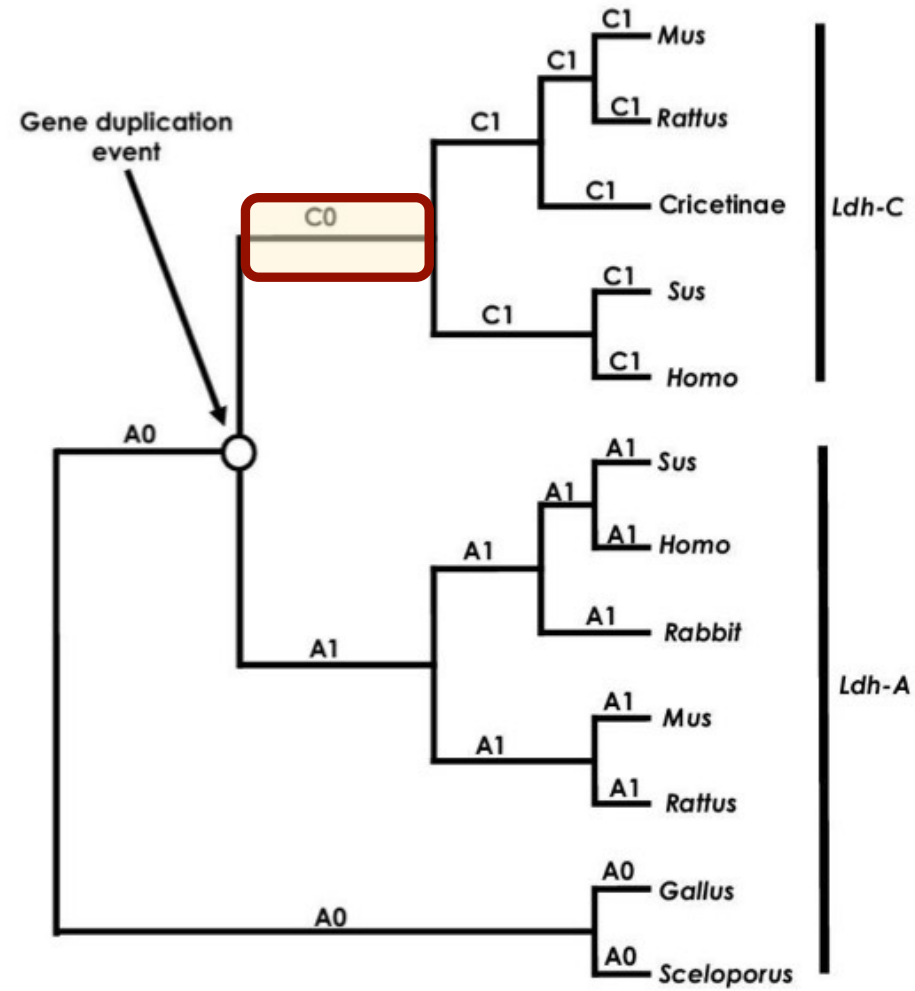 C1
Mus
C1
C1
Rattus
Gene duplication
event
C1
C1
Cricetinae
Ldh-C
C0
C1
Sus
C1
C1
Homo
A0
A1
Sus
A1
A1
Homo
A1
A1
Rabbit
A1
Ldh-A
A1
Mus
A1
A1
Rattus
A0
Gallus
A0
A0
Sceloporus